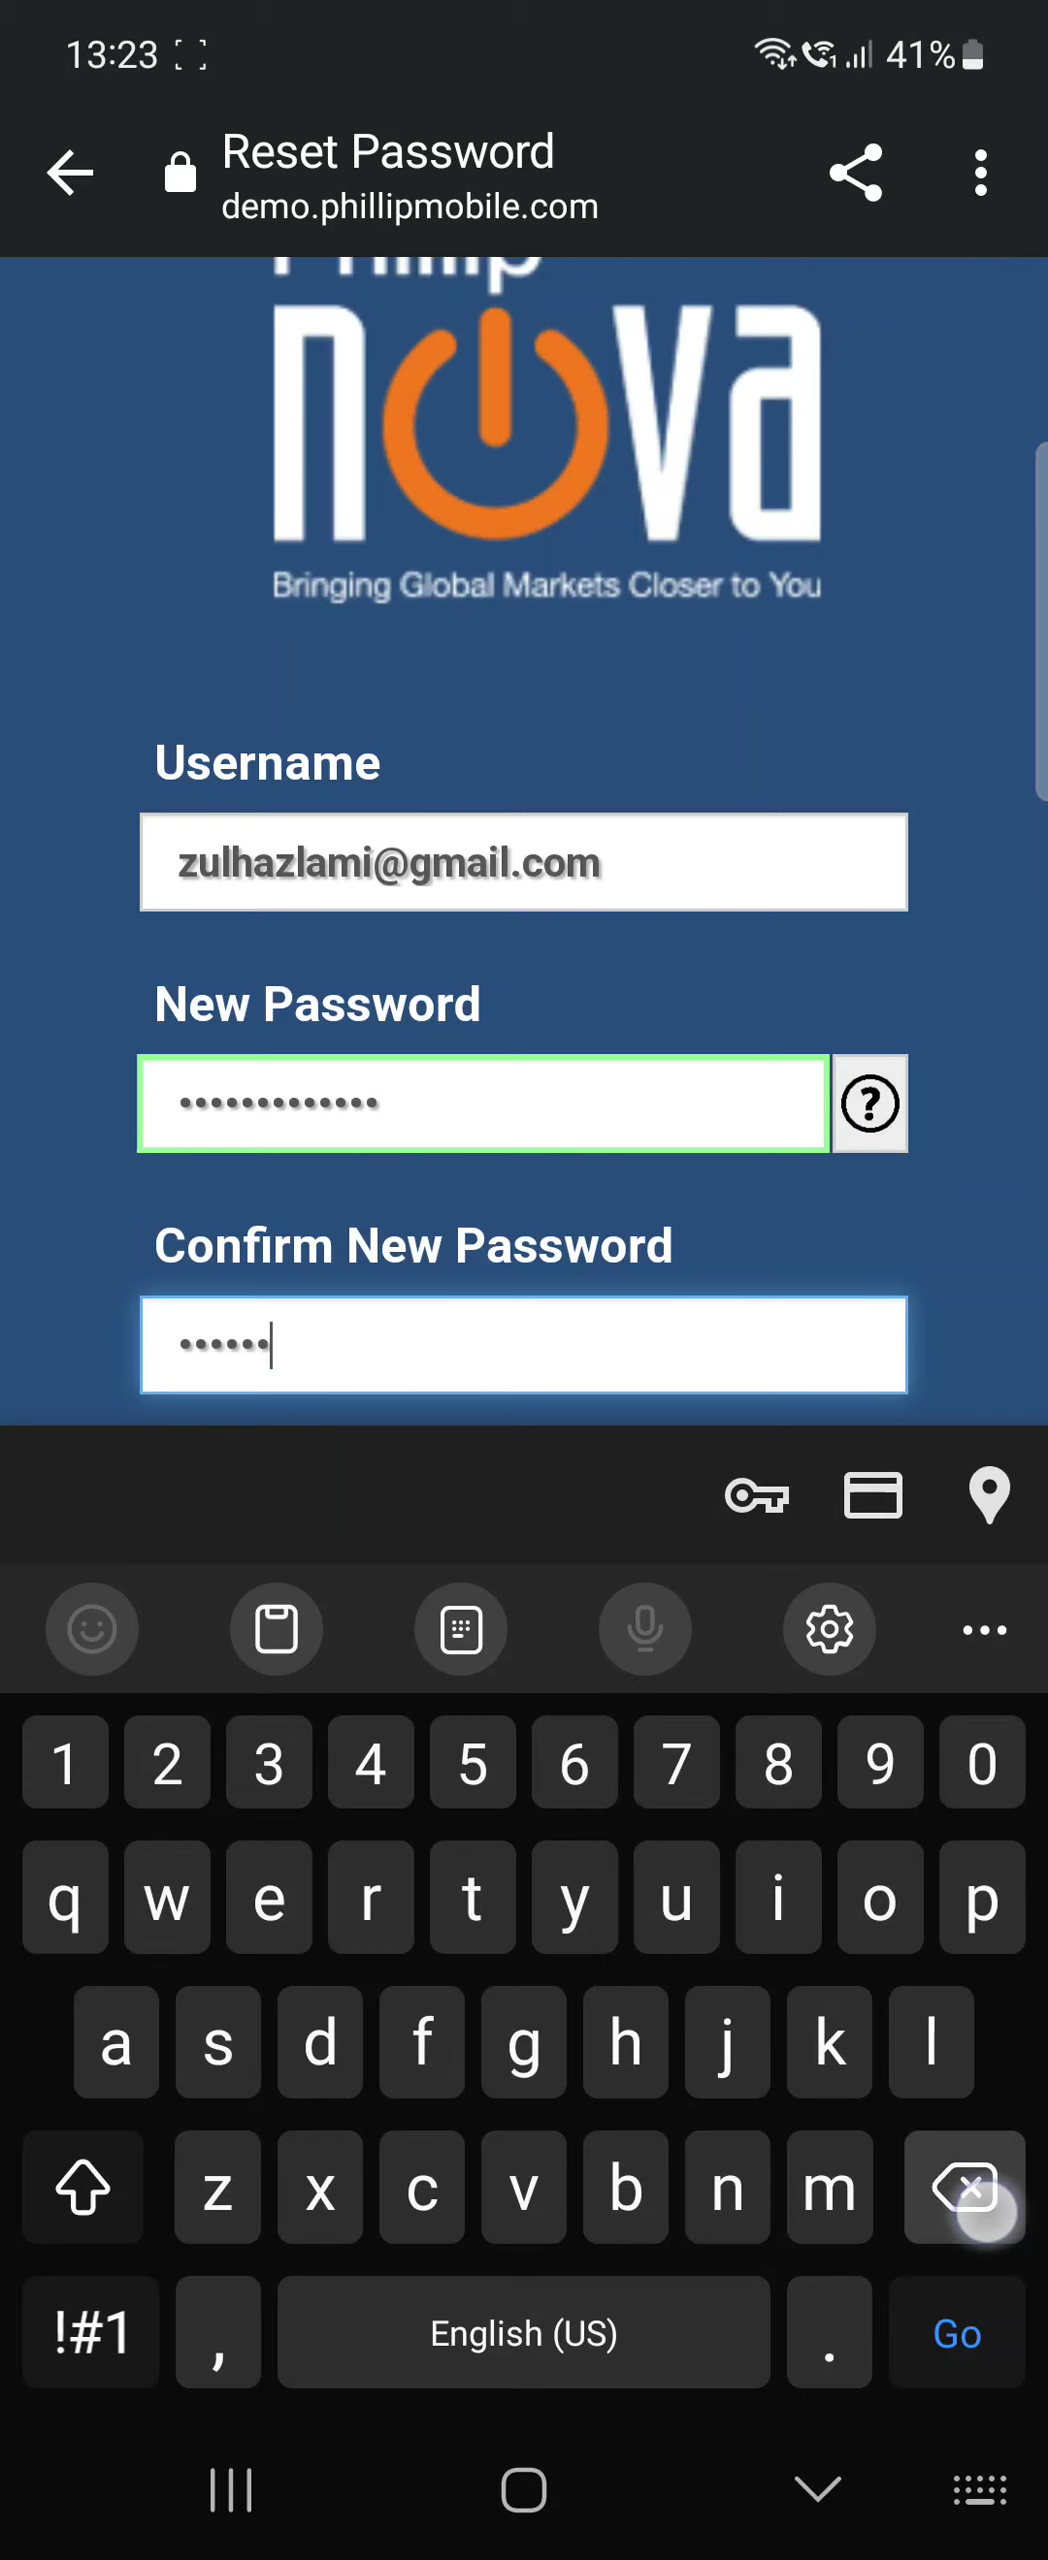 13:23
41%
Reset Password
demo.phillipmobile.com
Phillip
nova
Bringing Global Markets Closer to You
Username
zulhazlami@gmail.com
New Password
•••••••••••••
?
Confirm New Password
••••••
1 2 3 4 5 6 7 8 9 0
q w e r t y u i o p
a s d f g h j k l
z x c v b n m
!#1 , English (US) . Go